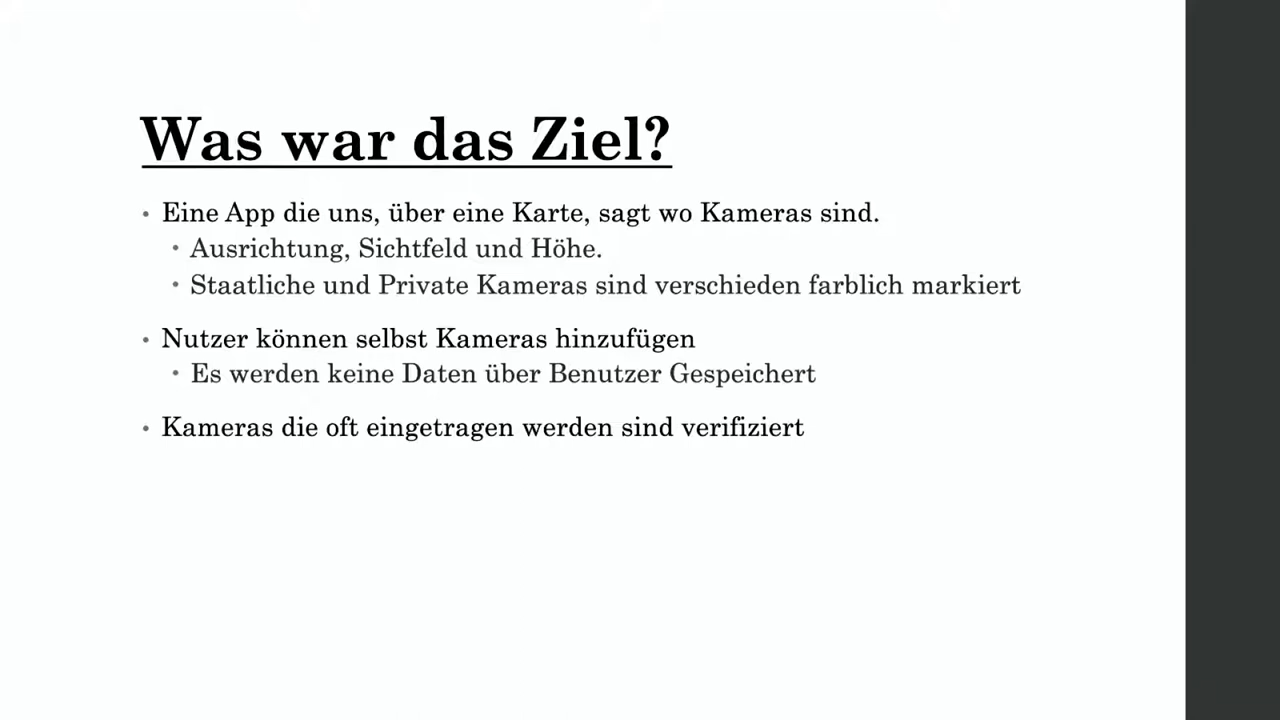 Was war das Ziel?
• Eine App die uns, über eine Karte, sagt wo Kameras sind.
• Ausrichtung, Sichtfeld und Höhe.
• Staatliche und Private Kameras sind verschieden farblich markiert
• Nutzer können selbst Kameras hinzufügen
• Es werden keine Daten über Benutzer Gespeichert
• Kameras die oft eingetragen werden sind verifiziert